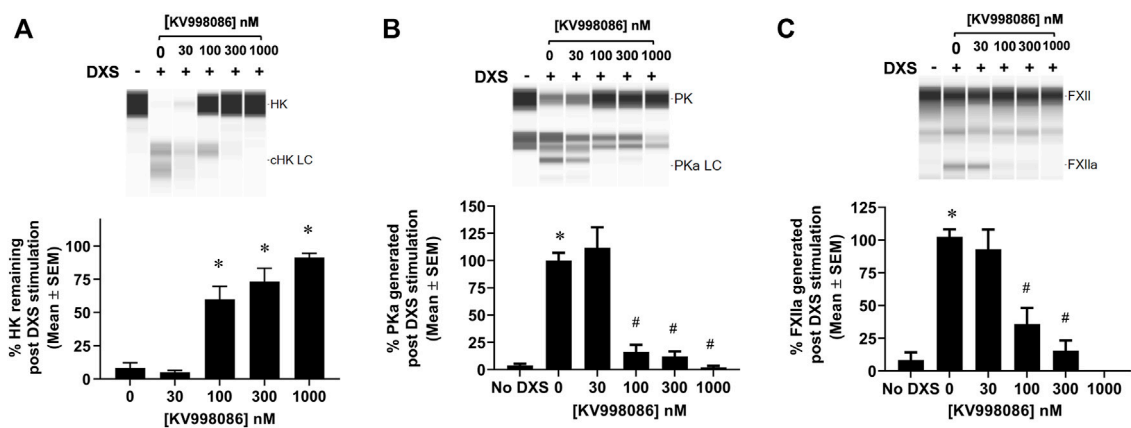 A
[KV998086] nM
0 30 100 300 1000
DXS - + + + + +
-HK
-cHK LC
% HK remaining
post DXS stimulation
(Mean ± SEM)
100
75
50
25
0
* * *
0 30 100 300 1000
[KV998086] nM
B
[KV998086] nM
0 30 100 300 1000
DXS - + + + + +
-PK
-PKa LC
% PKa generated
post DXS stimulation
(Mean ± SEM)
150
125
100
75
50
25
0
* # # #
No DXS 0 30 100 300 1000
[KV998086] nM
C
[KV998086] nM
0 30 100 300 1000
DXS - + + + + +
-FXII
-FXIIa
% FXIIa generated
post DXS stimulation
(Mean ± SEM)
125
100
75
50
25
0
* # #
No DXS 0 30 100 300 1000
[KV998086] nM